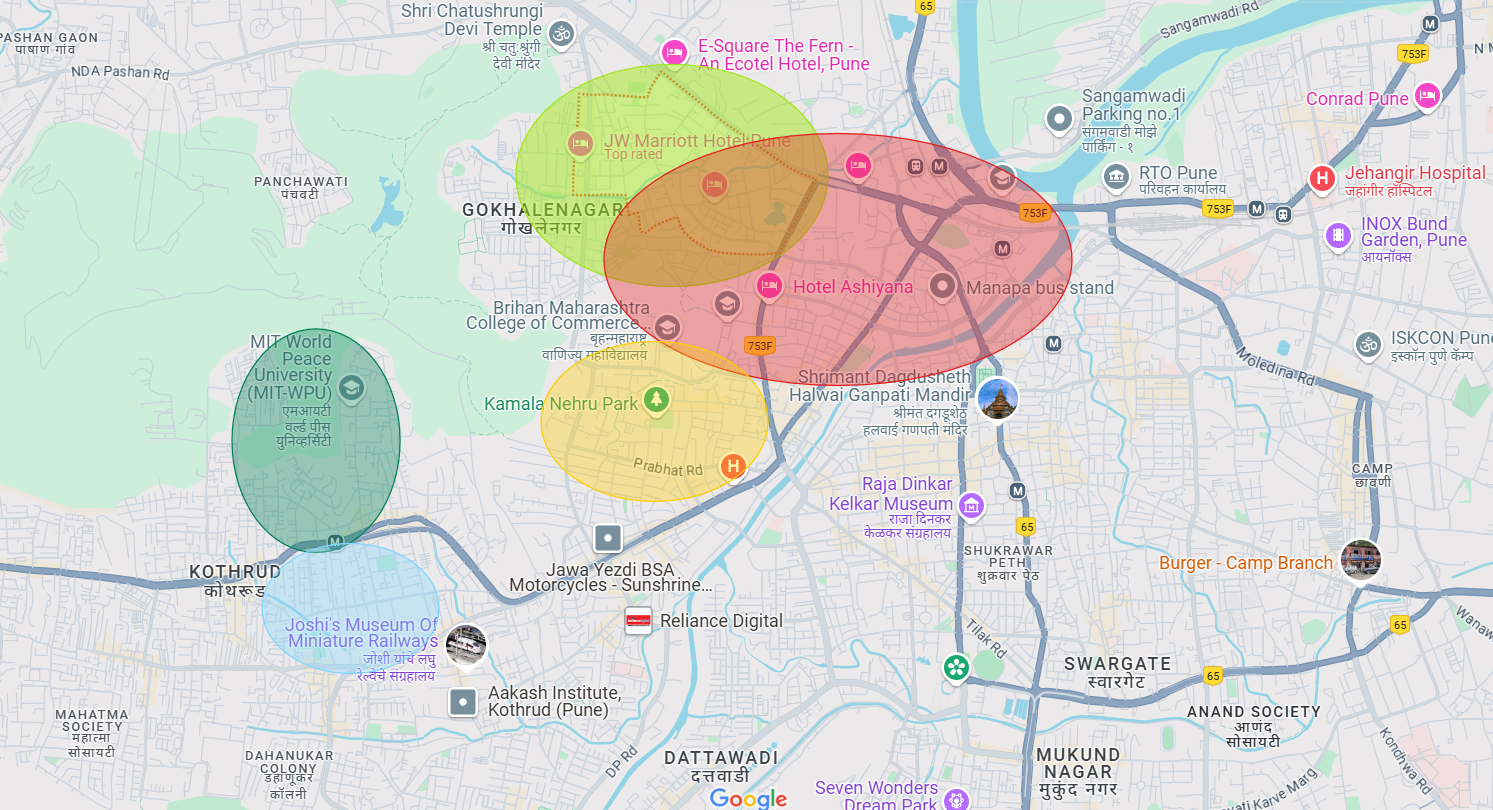 65
Sangamwadi Rd
Shri Chatushrungi
Devi Temple
श्री चतुःश्रृंगी
देवी मंदिर
PASHAN GAON
पाषाण गांव
NDA Pashan Rd
E-Square The Fern -
An Ecotel Hotel, Pune
753F
Conrad Pune
Sangamwadi
Parking no.1
संगमवाडी मोझे
पार्किंग - १
JW Marriott Hotel Pune
Top rated
PANCHAWATI
पंचवटी
GOKHALENAGAR
गोखलेनगर
RTO Pune
परिवहन कार्यालय
Jehangir Hospital
जहांगीर हॉस्पिटल
753F
753F
INOX Bund
Garden, Pune
आयनॉक्स
Hotel Ashiyana
Manapa bus stand
Brihan Maharashtra
College of Commerce...
बृहन्महाराष्ट्र
वाणिज्य महाविद्यालय
753F
MIT World
Peace
University
(MIT-WPU)
एमआयटी
वर्ल्ड पीस
युनिव्हर्सिटी
ISKCON Pune
इस्कॉन पुणे कॅम्प
Moledina Rd
Shrimant Dagdusheth
Halwai Ganpati Mandir
श्रीमंत दगडूशेठ
हलवाई गणपती मंदिर
Kamala Nehru Park
Prabhat Rd
H
CAMP
छावणी
Raja Dinkar
Kelkar Museum
राजा दिनकर
केळकर संग्रहालय
65
SHUKRAWAR
PETH
शुक्रवार पेठ
Burger - Camp Branch
KOTHRUD
कोथरूड
Jawa Yezdi BSA
Motorcycles - Sunshrine...
Reliance Digital
Joshi's Museum Of
Miniature Railways
जोशी यांचे लघु
रेल्वेचे संग्रहालय
Tilak Rd
65
SWARGATE
स्वारगेट
65
Aakash Institute,
Kothrud (Pune)
MAHATMA
SOCIETY
महात्मा
सोसायटी
DAHANUKAR
COLONY
डहाणूकर
कॉलनी
DP Rd
DATTAWADI
दत्तवाडी
ANAND SOCIETY
आणंद
सोसायटी
MUKUND
NAGAR
मुकुंद नगर
Kondhwa Rd
Seven Wonders
Dream Park
Google